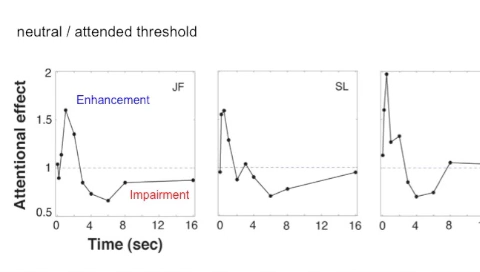 neutral / attended threshold
Attentional effect
2
1.5
1
0.5
JF
Enhancement
Impairment
0 4 8 12 16
Time (sec)
SL
0 4 8 12 16
0 4 8